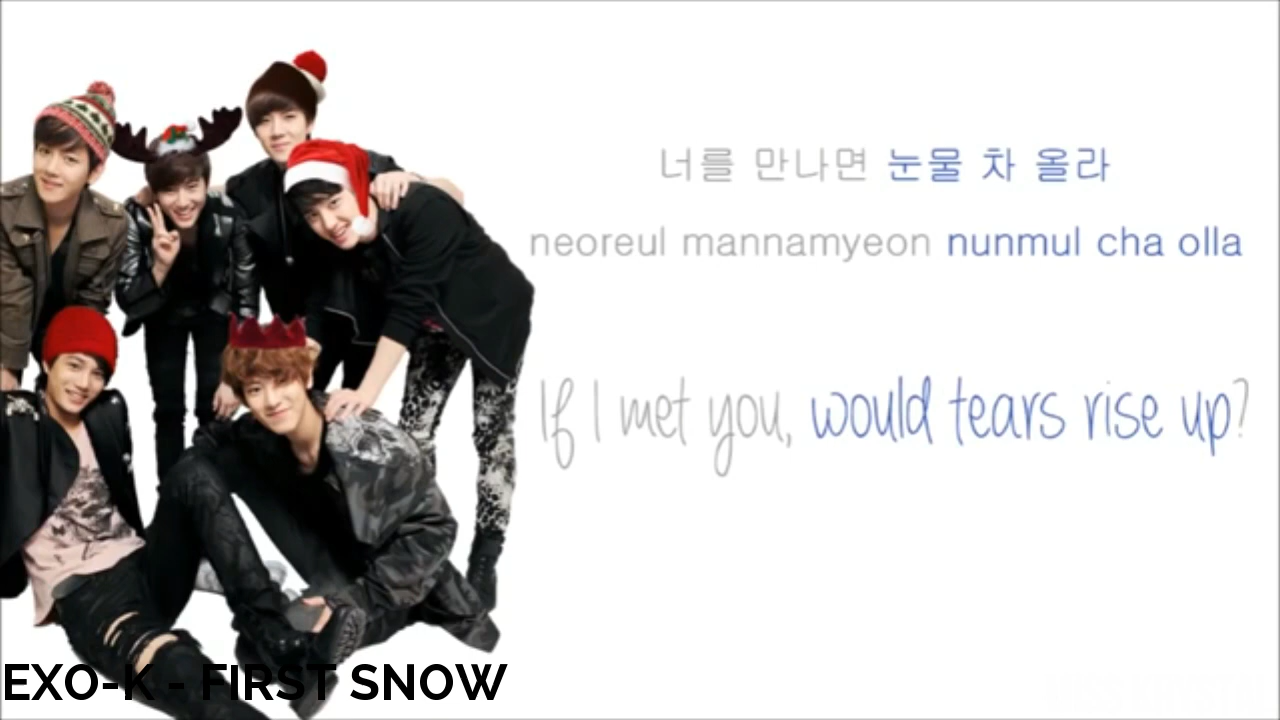 너를 만나면 눈물 차 올라
neoreul mannamyeon nunmul cha olla
If I met you, would tears rise up?
EXO-K - FIRST SNOW